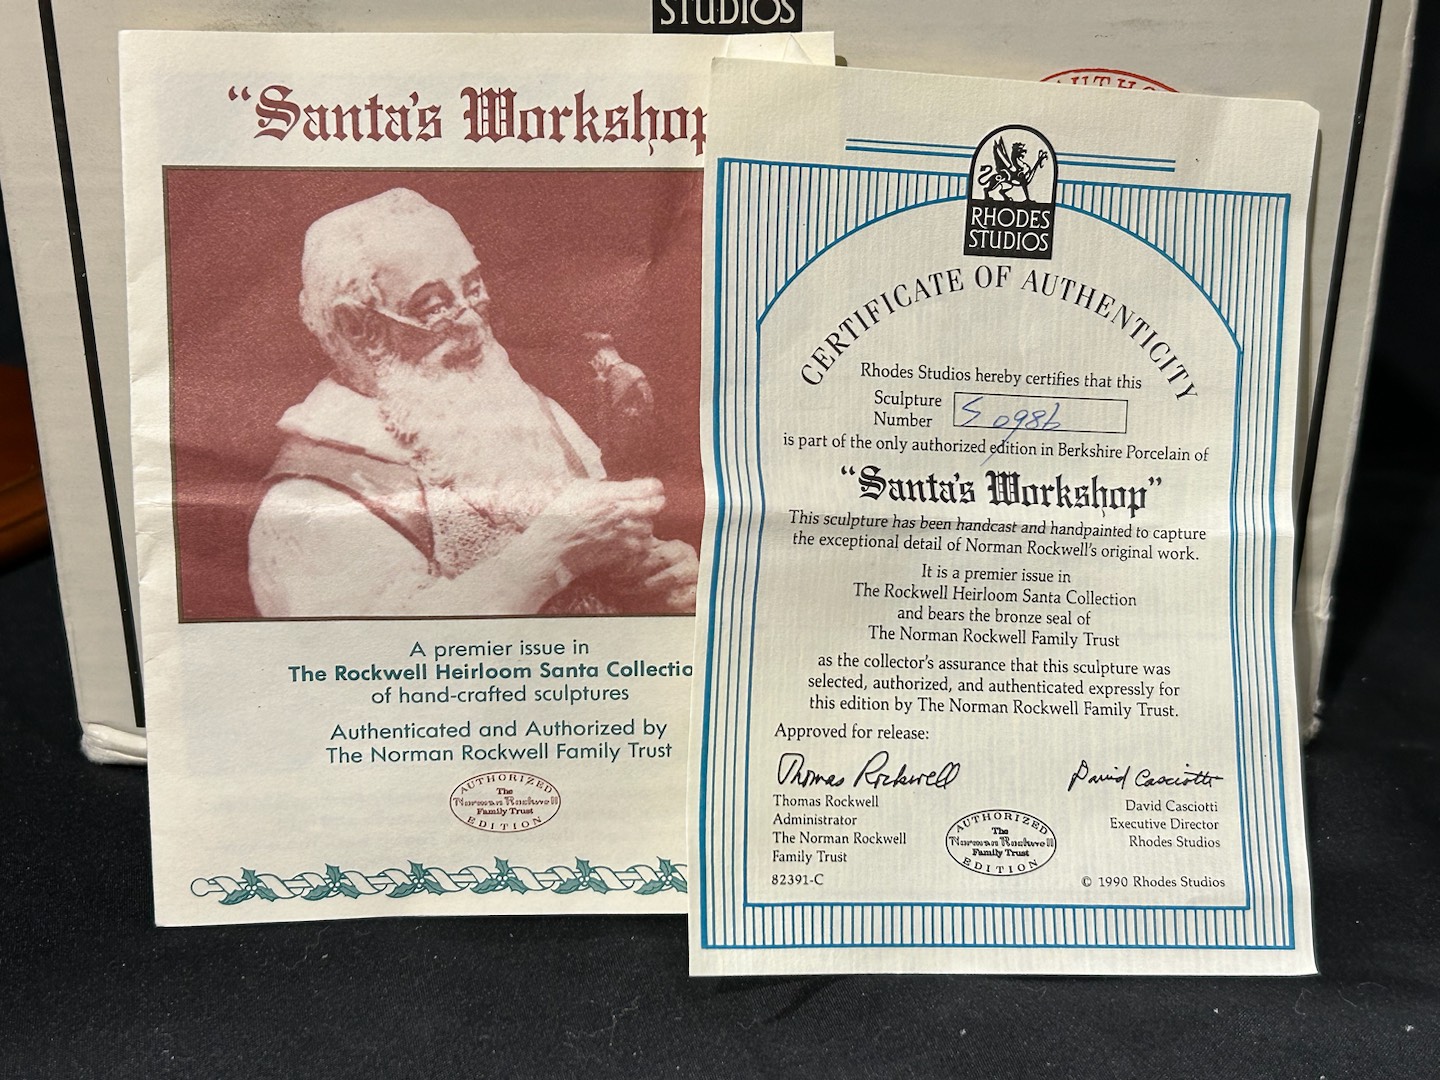 STUDIOS
"Santa's Workshop
A premier issue in
The Rockwell Heirloom Santa Collectio
of hand-crafted sculptures
Authenticated and Authorized by
The Norman Rockwell Family Trust
AUTHORIZED
The
Norman Rockwell
Family Trust
EDITION
AUTHO
RHODES
STUDIOS
CERTIFICATE OF AUTHENTICITY
Rhodes Studios hereby certifies that this
Sculpture
Number
is part of the only authorized edition in Berkshire Porcelain of
"Santa's Workshop"
This sculpture has been handcast and handpainted to capture
the exceptional detail of Norman Rockwell's original work.
It is a premier issue in
The Rockwell Heirloom Santa Collection
and bears the bronze seal of
The Norman Rockwell Family Trust
as the collector's assurance that this sculpture was
selected, authorized, and authenticated expressly for
this edition by The Norman Rockwell Family Trust.
Approved for release:
Thomas Rockwell
David Casciotti
Thomas Rockwell
Administrator
The Norman Rockwell
Family Trust
82391-C
AUTHORIZED
The
Norman Rockwell
Family Trust
EDITION
David Casciotti
Executive Director
Rhodes Studios
© 1990 Rhodes Studios